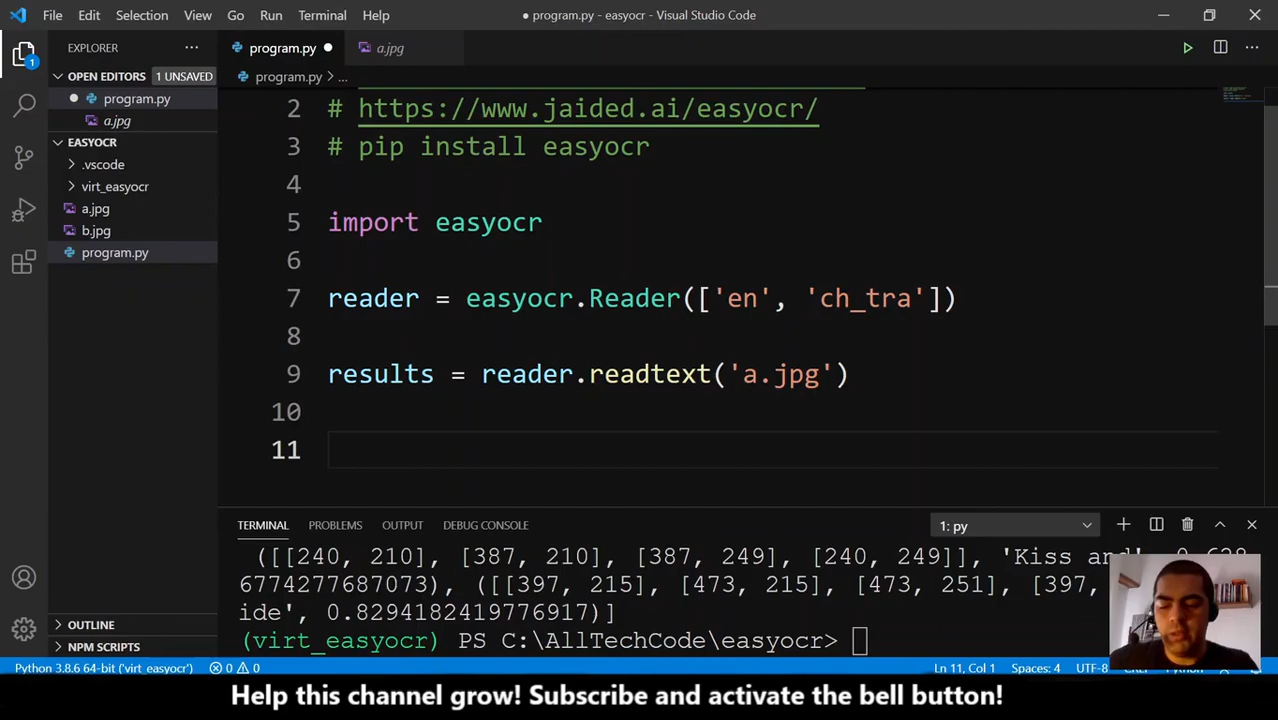 File Edit Selection View Go Run Terminal Help
● program.py - easyocr - Visual Studio Code
EXPLORER ...
program.py ● a.jpg
OPEN EDITORS 1 UNSAVED
program.py > ...
● program.py
a.jpg
EASYOCR
> .vscode
> virt_easyocr
a.jpg
b.jpg
program.py
1
2 # https://www.jaided.ai/easyocr/
3 # pip install easyocr
4
5 import easyocr
6
7 reader = easyocr.Reader(['en', 'ch_tra'])
8
9 results = reader.readtext('a.jpg')
10
11
TERMINAL PROBLEMS OUTPUT DEBUG CONSOLE 1: py
([[240, 210], [387, 210], [387, 249], [240, 249]], 'Kiss and'
6774277687073), ([[397, 215], [473, 215], [473, 251], [397,
ide', 0.8294182419776917)]
(virt_easyocr) PS C:\AllTechCode\easyocr>
OUTLINE
NPM SCRIPTS
Python 3.8.6 64-bit ('virt_easyocr') 0 0 Ln 11, Col 1 Spaces: 4 UTF-8
Help this channel grow! Subscribe and activate the bell button!